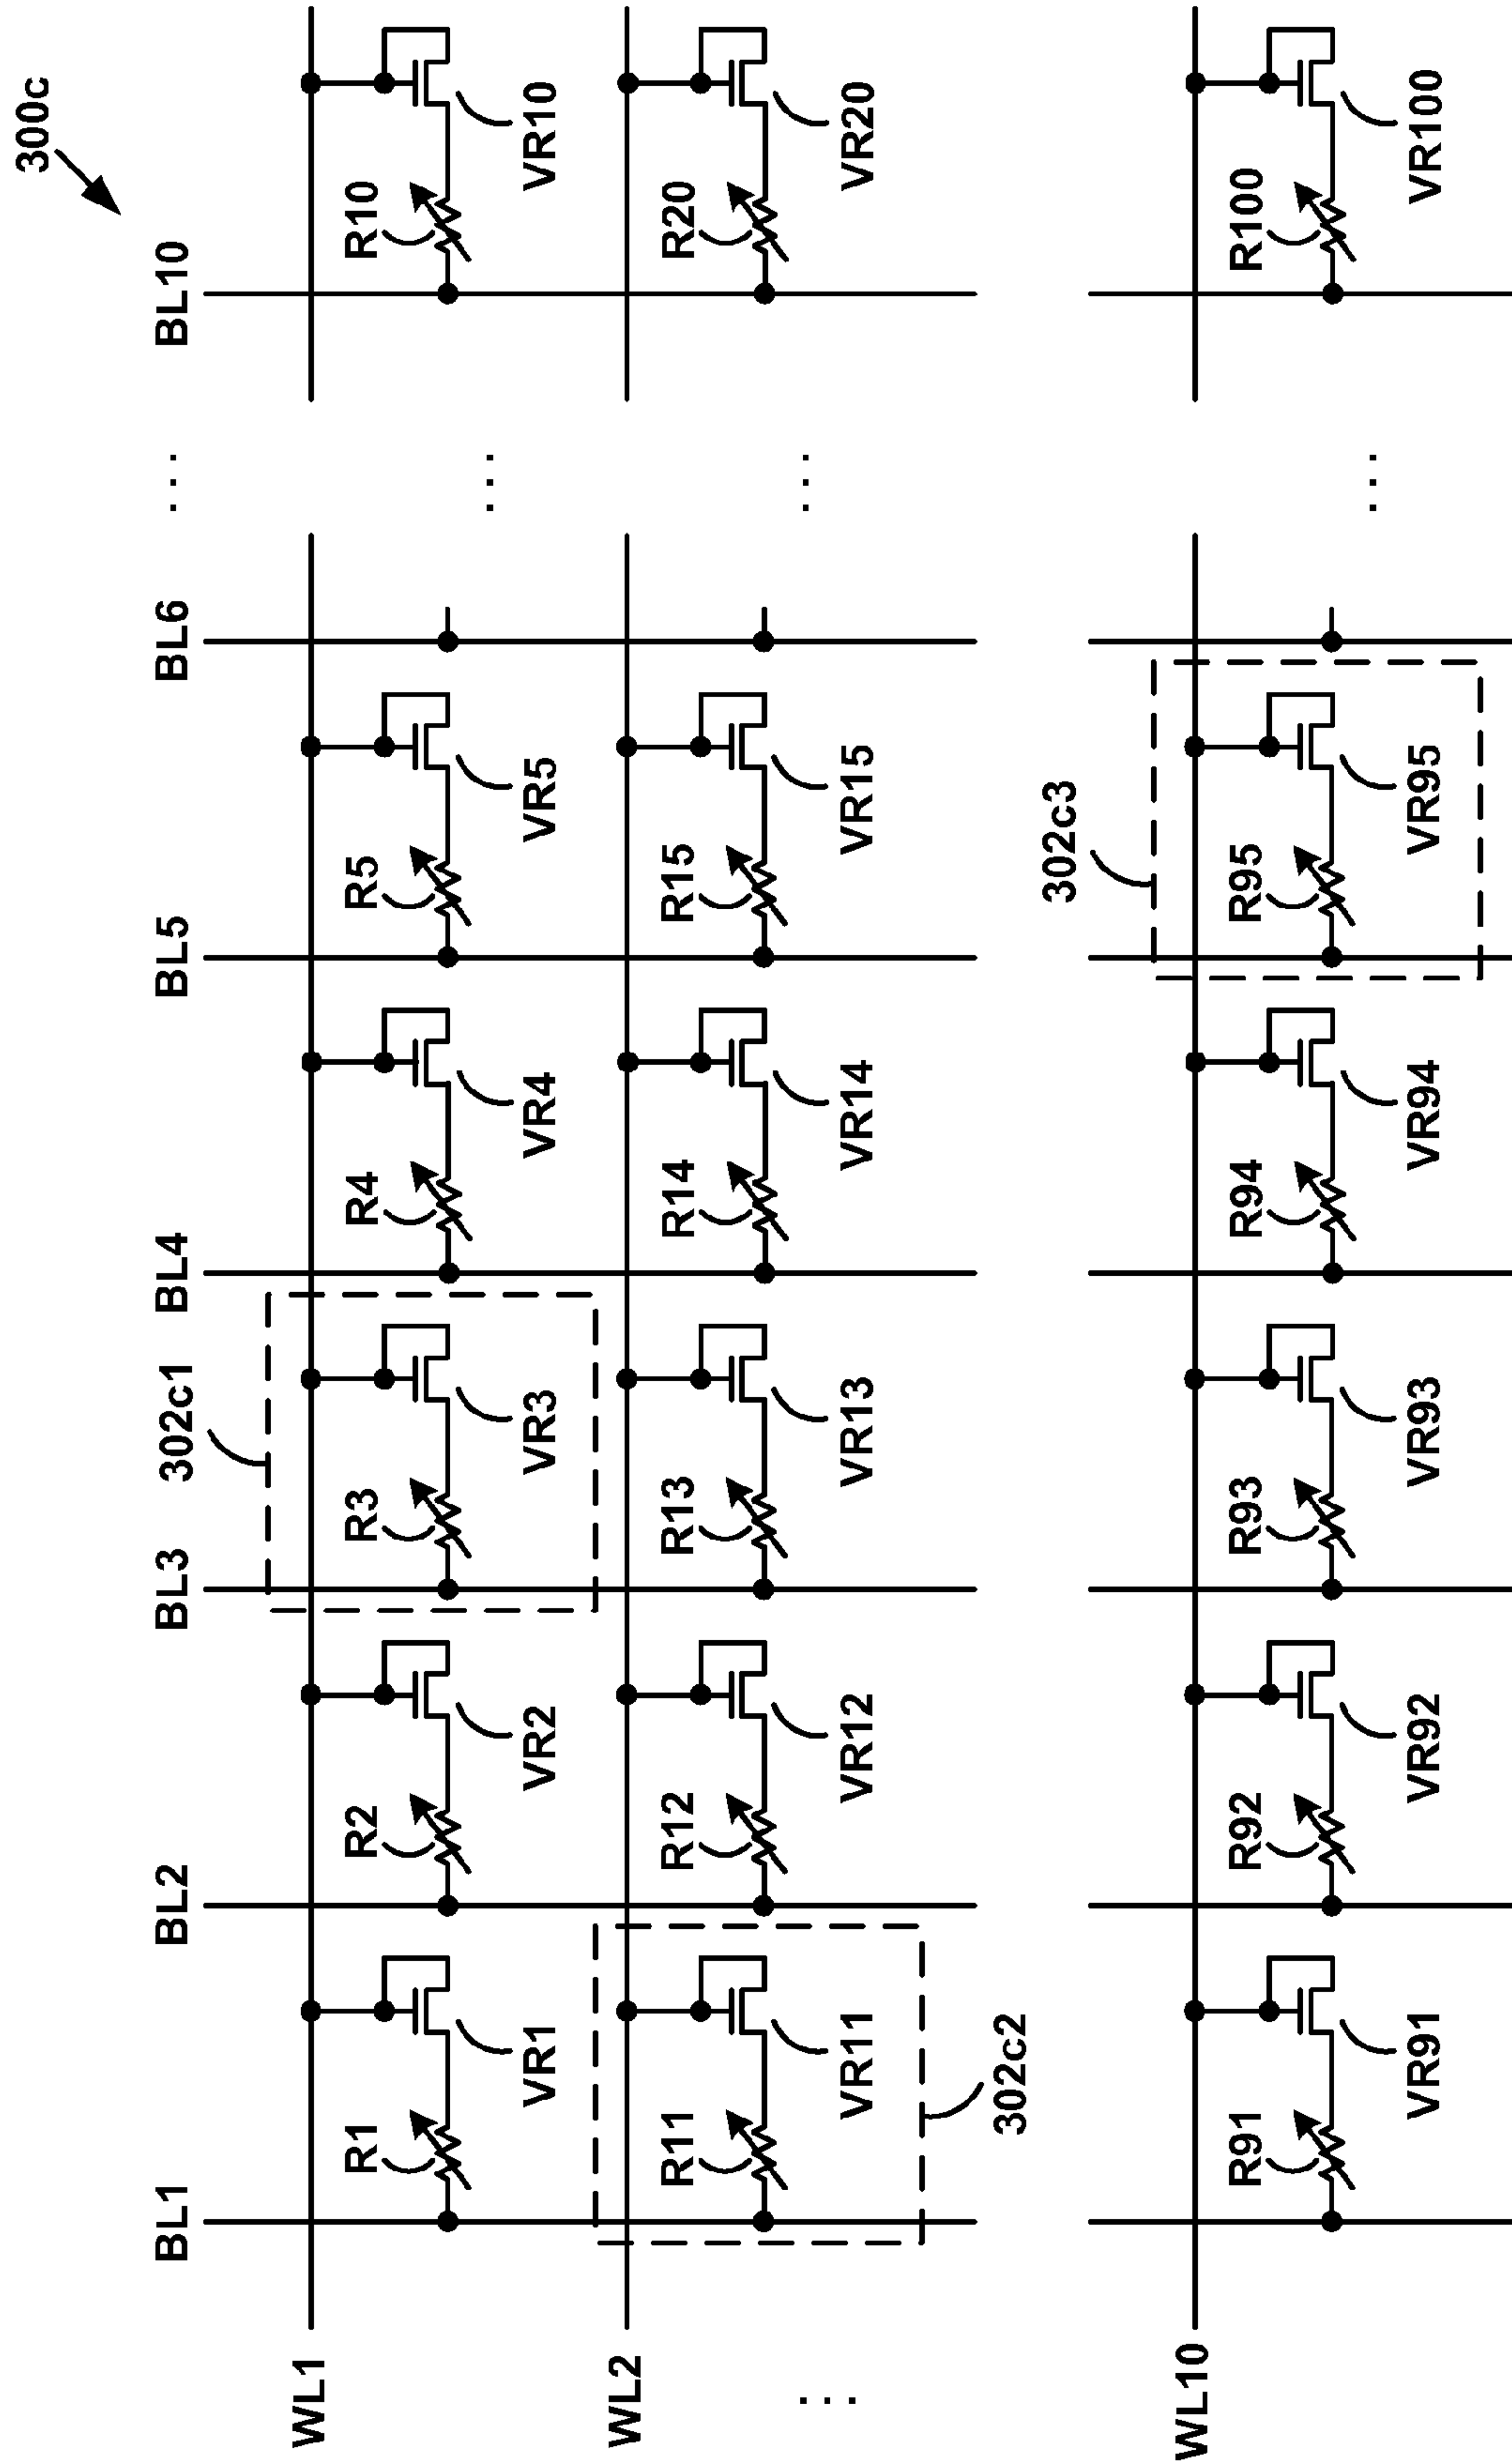 300c
BL1 BL2 BL3 302c1 BL4 BL5 BL6 . . . BL10
WL1
R1 R2 R3 R4 R5 R10
. . .
VR1 VR2 VR3 VR4 VR5 VR10
WL2
R11 R12 R13 R14 R15 R20
. . . . . .
VR11 VR12 VR13 VR14 VR15 VR20
302c2 302c3
WL10
R91 R92 R93 R94 R95 R100
. . .
VR91 VR92 VR93 VR94 VR95 VR100